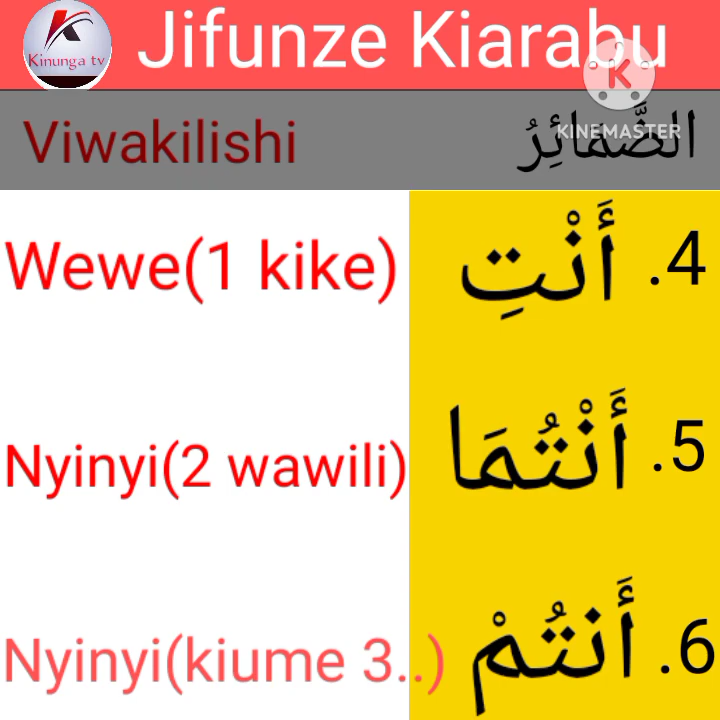 Kinunga tv
Jifunze Kiarabu
KINEMASTER
Viwakilishi الضَّمَائِرُ
Wewe(1 kike) أَنْتِ .4
Nyinyi(2 wawili) أَنْتُمَا .5
Nyinyi(kiume 3..) أَنتُمْ .6